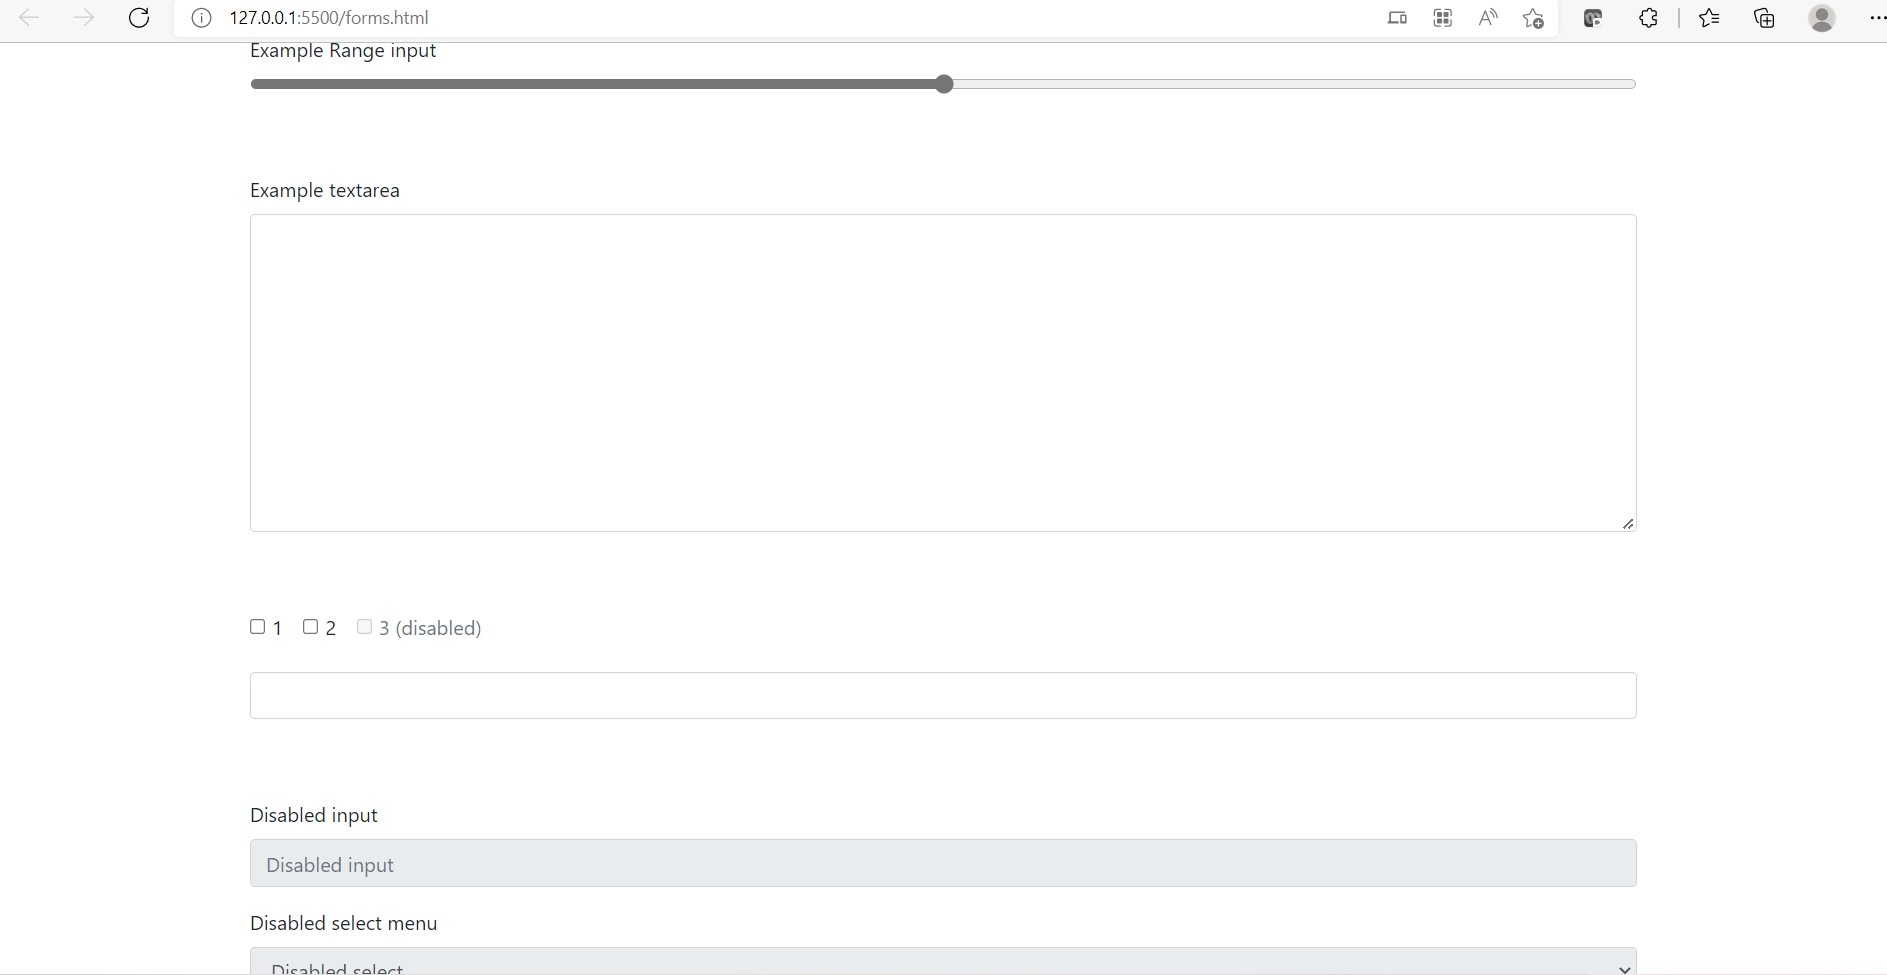 127.0.0.1:5500/forms.html
Example Range input
Example textarea
1 2 3 (disabled)
Disabled input
Disabled input
Disabled select menu
Disabled select